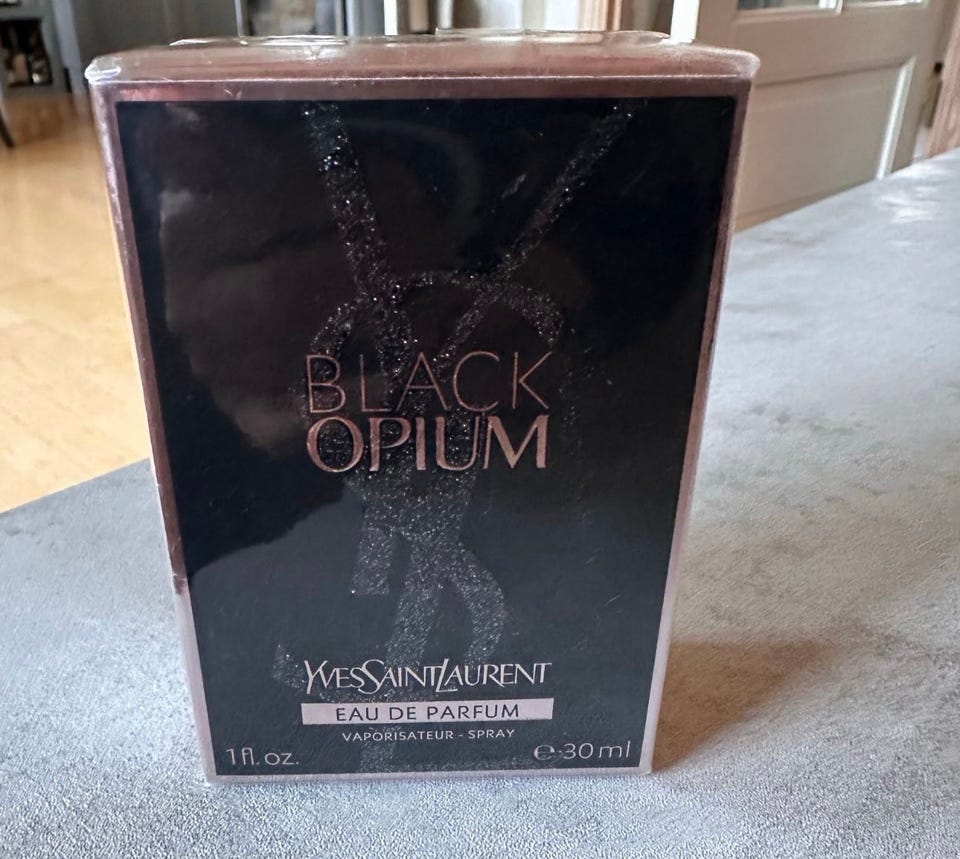 BLACK
OPIUM
YVESSAINTLAURENT
EAU DE PARFUM
VAPORISATEUR - SPRAY
1 fl. oz. ℮ 30 ml